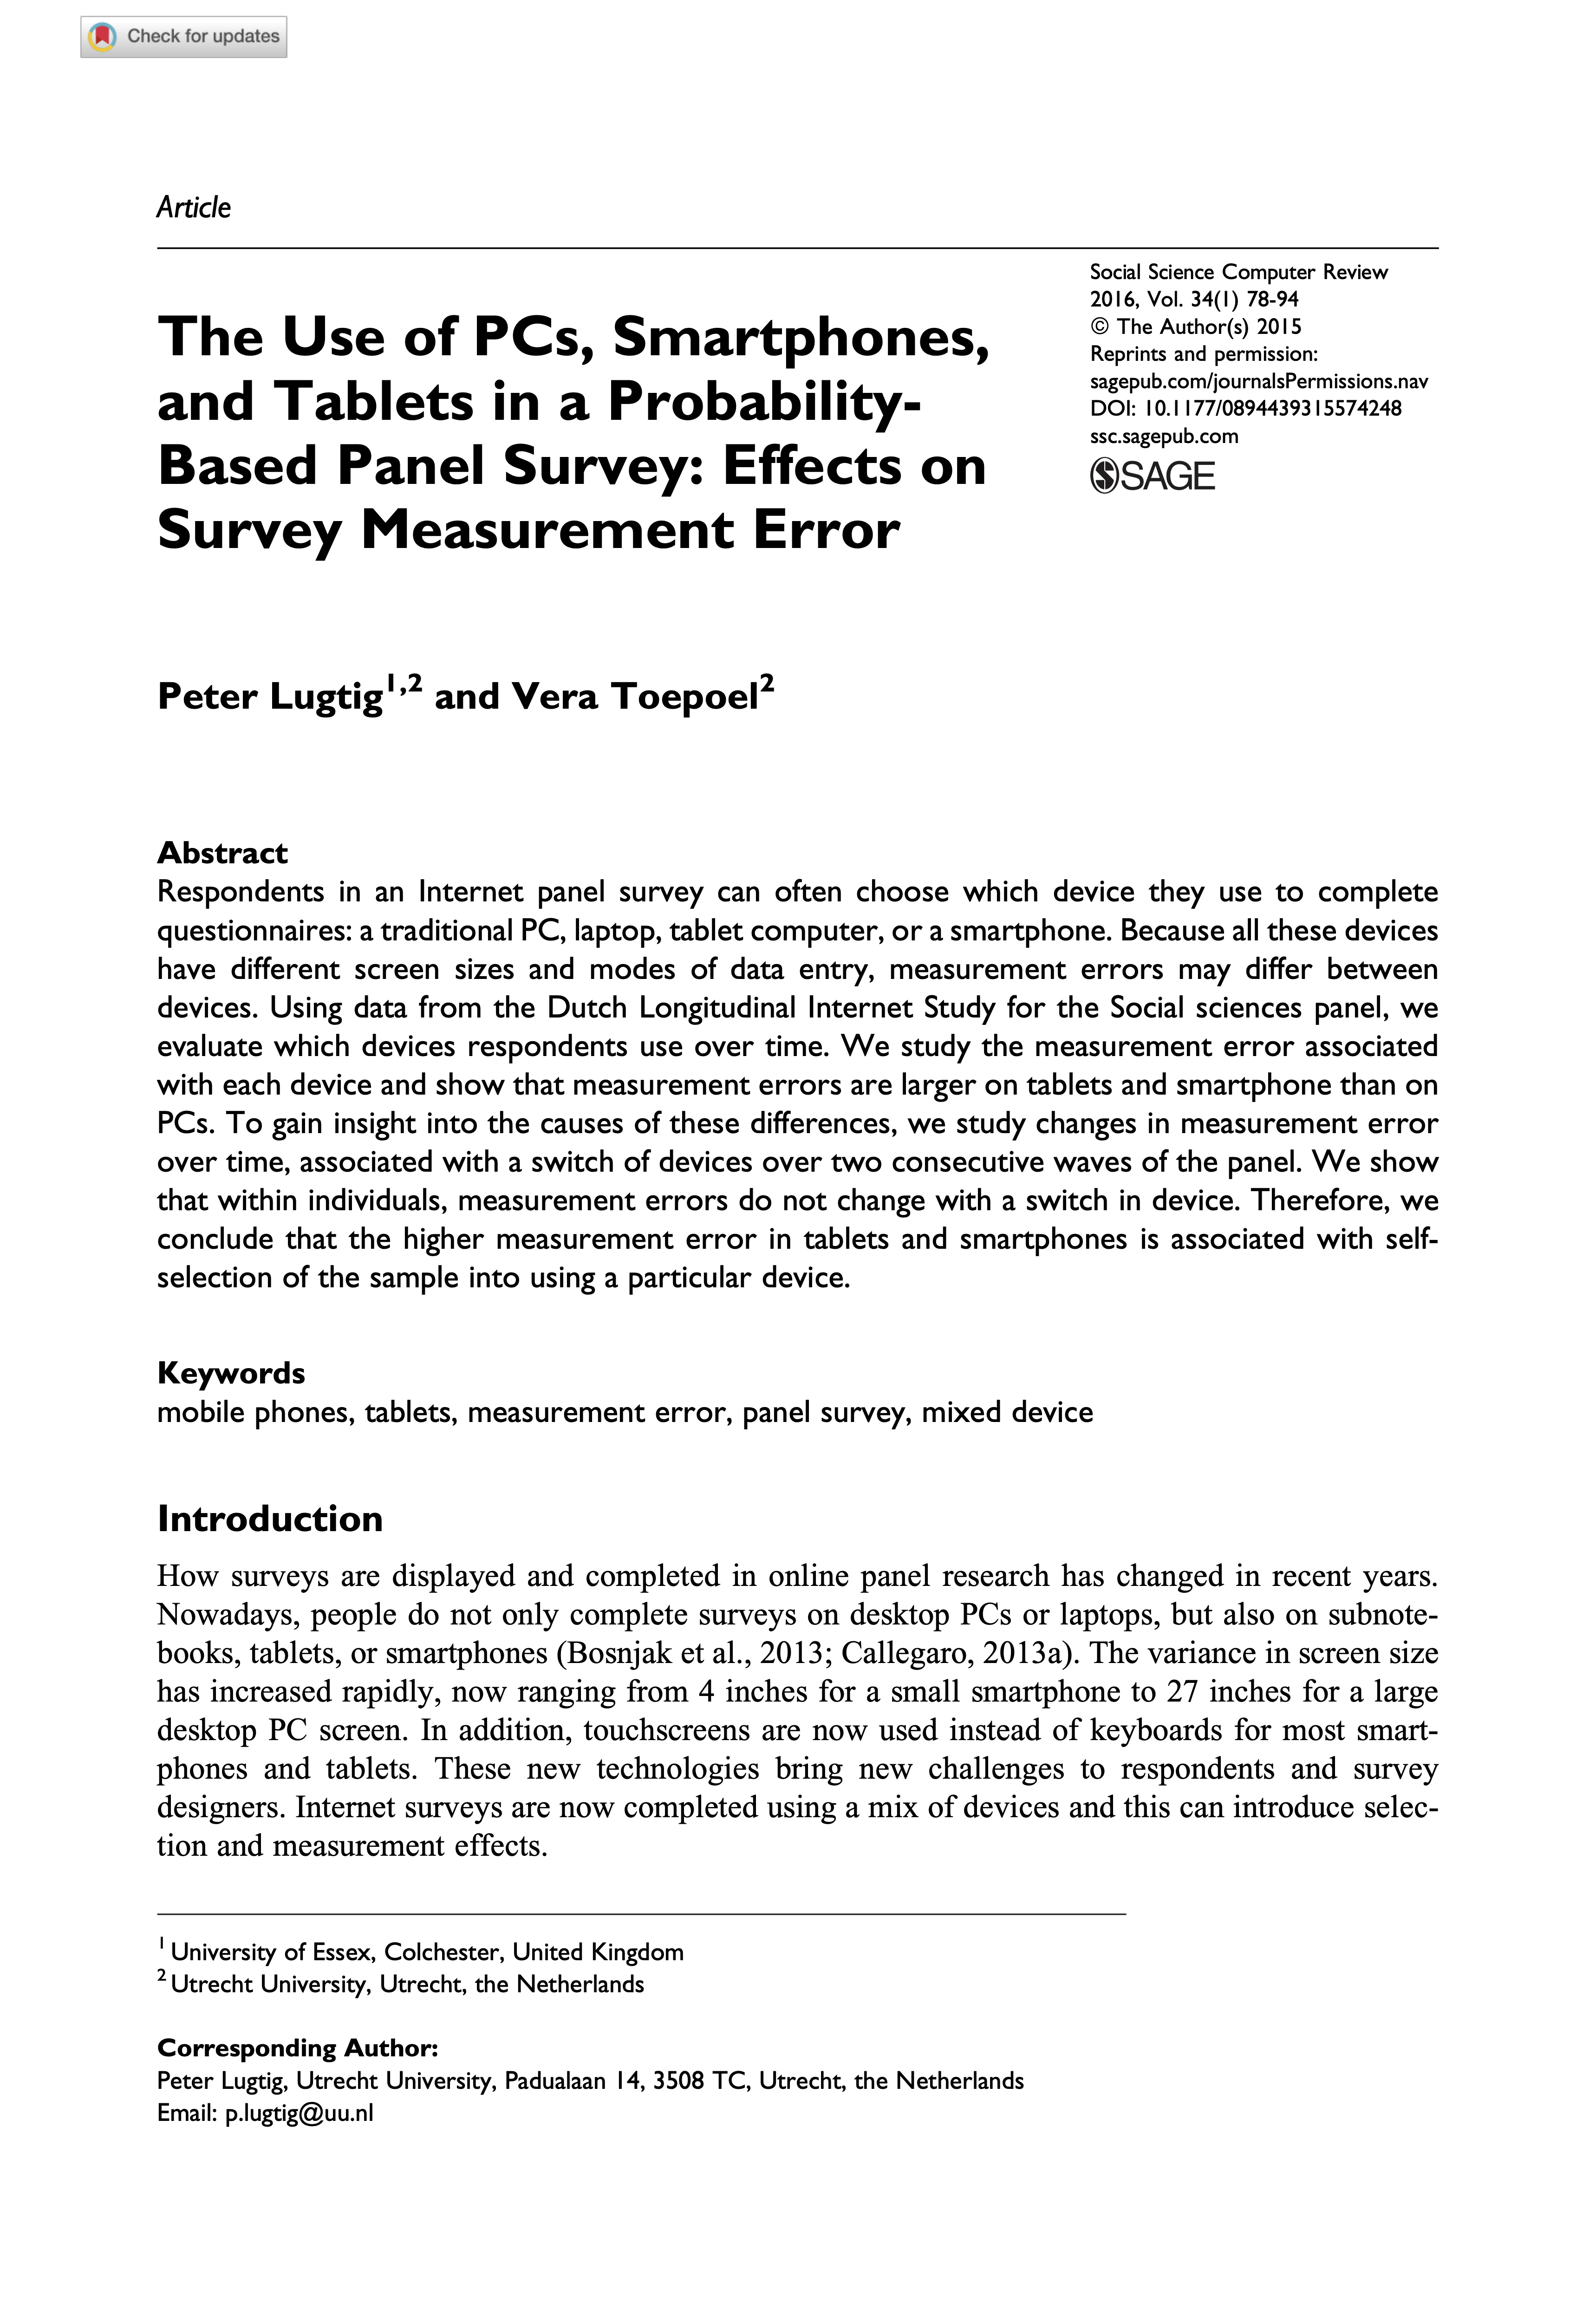 Check for updates
Article
Social Science Computer Review
2016, Vol. 34(1) 78-94
© The Author(s) 2015
Reprints and permission:
sagepub.com/journalsPermissions.nav
DOI: 10.1177/0894439315574248
ssc.sagepub.com
SAGE
The Use of PCs, Smartphones,
and Tablets in a Probability-
Based Panel Survey: Effects on
Survey Measurement Error
Peter Lugtig1,2 and Vera Toepoel2
Abstract
Respondents in an Internet panel survey can often choose which device they use to complete
questionnaires: a traditional PC, laptop, tablet computer, or a smartphone. Because all these devices
have different screen sizes and modes of data entry, measurement errors may differ between
devices. Using data from the Dutch Longitudinal Internet Study for the Social sciences panel, we
evaluate which devices respondents use over time. We study the measurement error associated
with each device and show that measurement errors are larger on tablets and smartphone than on
PCs. To gain insight into the causes of these differences, we study changes in measurement error
over time, associated with a switch of devices over two consecutive waves of the panel. We show
that within individuals, measurement errors do not change with a switch in device. Therefore, we
conclude that the higher measurement error in tablets and smartphones is associated with self-
selection of the sample into using a particular device.
Keywords
mobile phones, tablets, measurement error, panel survey, mixed device
Introduction
How surveys are displayed and completed in online panel research has changed in recent years.
Nowadays, people do not only complete surveys on desktop PCs or laptops, but also on subnote-
books, tablets, or smartphones (Bosnjak et al., 2013; Callegaro, 2013a). The variance in screen size
has increased rapidly, now ranging from 4 inches for a small smartphone to 27 inches for a large
desktop PC screen. In addition, touchscreens are now used instead of keyboards for most smart-
phones and tablets. These new technologies bring new challenges to respondents and survey
designers. Internet surveys are now completed using a mix of devices and this can introduce selec-
tion and measurement effects.
1 University of Essex, Colchester, United Kingdom
2 Utrecht University, Utrecht, the Netherlands
Corresponding Author:
Peter Lugtig, Utrecht University, Padualaan 14, 3508 TC, Utrecht, the Netherlands
Email: p.lugtig@uu.nl